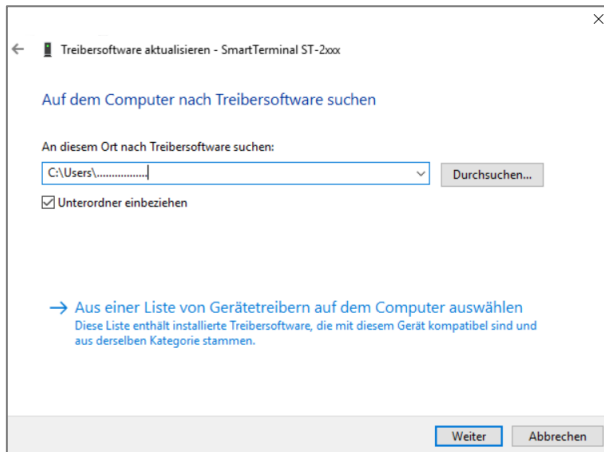 Treibersoftware aktualisieren - SmartTerminal ST-2xxx
Auf dem Computer nach Treibersoftware suchen
An diesem Ort nach Treibersoftware suchen:
C:\Users\.................
Durchsuchen...
Unterordner einbeziehen
Aus einer Liste von Gerätetreibern auf dem Computer auswählen
Diese Liste enthält installierte Treibersoftware, die mit diesem Gerät kompatibel sind und
aus derselben Kategorie stammen.
Weiter
Abbrechen